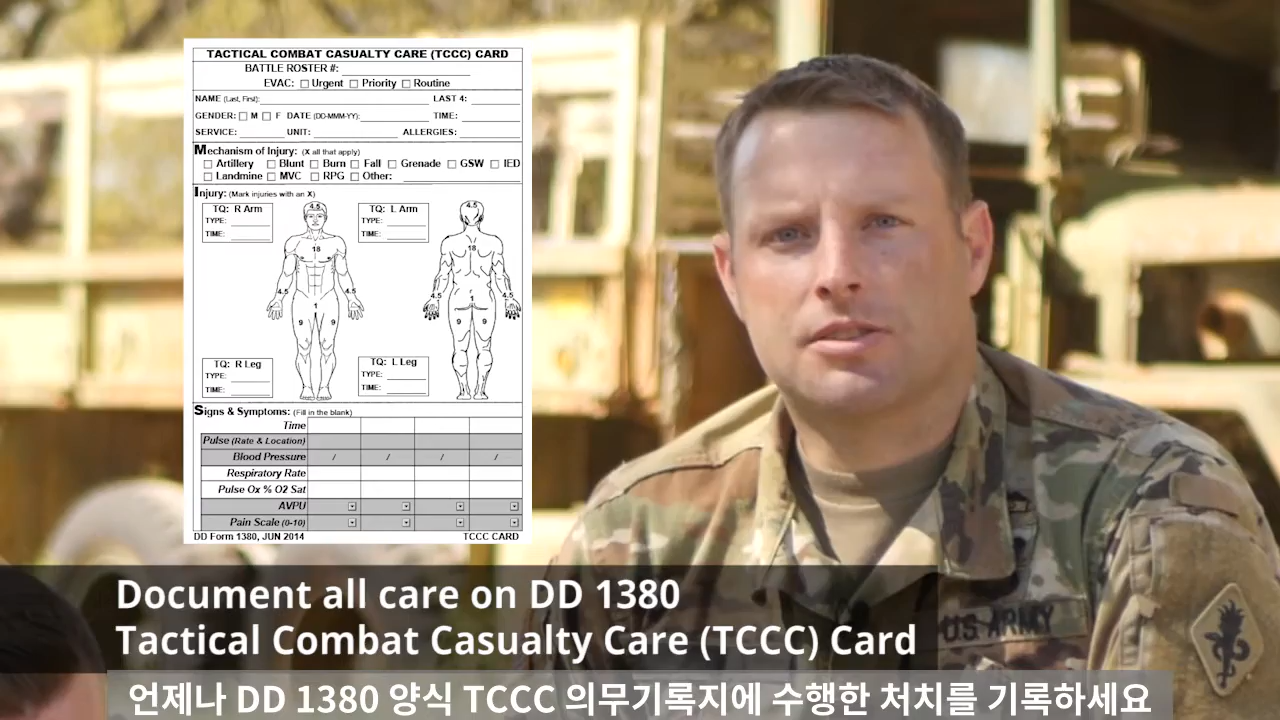 TACTICAL COMBAT CASUALTY CARE (TCCC) CARD
BATTLE ROSTER #:
EVAC: Urgent Priority Routine
NAME (Last, First): LAST 4:
GENDER: M F DATE (DD-MMM-YY): TIME:
SERVICE: UNIT: ALLERGIES:
Mechanism of Injury: (X all that apply)
Artillery Blunt Burn Fall Grenade GSW IED
Landmine MVC RPG Other:
Injury: (Mark injuries with an X)
TQ: R Arm
TYPE:
TIME:
TQ: L Arm
TYPE:
TIME:
4.5
18
4.5 4.5
1
9 9
4.5
18
4.5 4.5
1
9 9
TQ: R Leg
TYPE:
TIME:
TQ: L Leg
TYPE:
TIME:
Signs & Symptoms: (Fill in the blank)
Time
Pulse (Rate & Location)
Blood Pressure / / / /
Respiratory Rate
Pulse Ox % O2 Sat
AVPU
Pain Scale (0-10)
DD Form 1380, JUN 2014 TCCC CARD
US ARMY
Document all care on DD 1380
Tactical Combat Casualty Care (TCCC) Card
언제나 DD 1380 양식 TCCC 의무기록지에 수행한 처치를 기록하세요